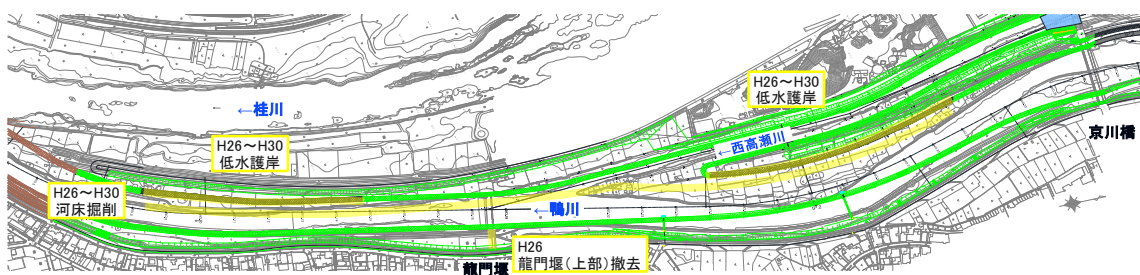 H26～H30
低水護岸
←桂川
京川橋
H26～H30
低水護岸
←西高瀬川
H26～H30
河床掘削
←鴨川
H26
龍門堰(上部)撤去
龍門堰